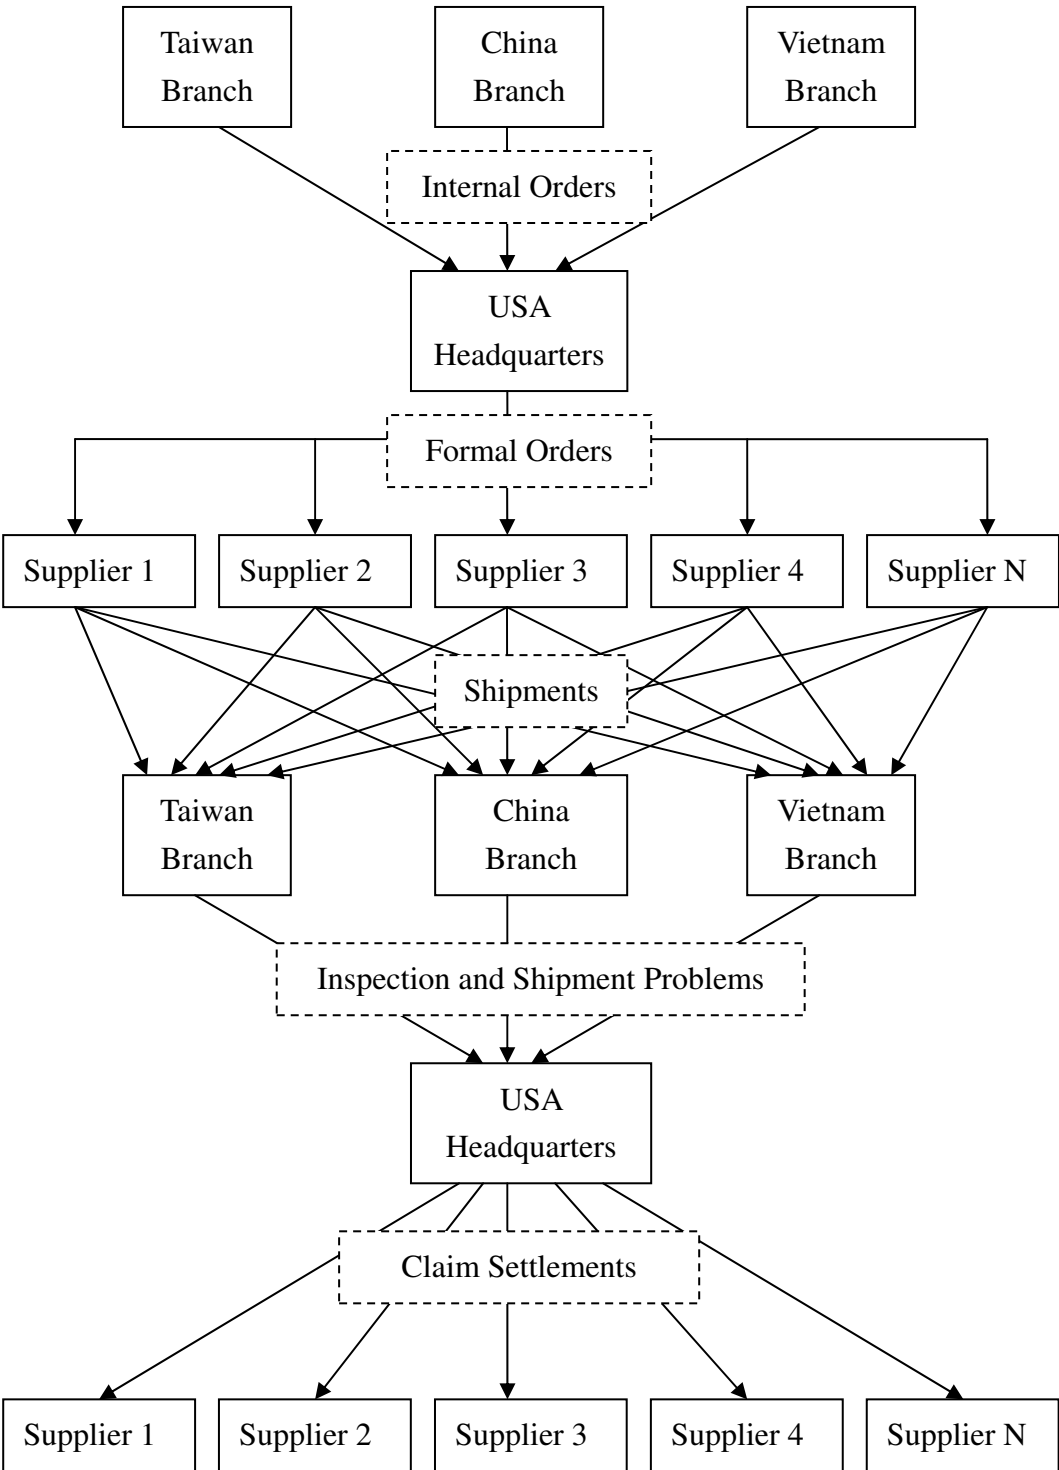 Taiwan
Branch
China
Branch
Vietnam
Branch
Internal Orders
USA
Headquarters
Formal Orders
Supplier 1
Supplier 2
Supplier 3
Supplier 4
Supplier N
Shipments
Taiwan
Branch
China
Branch
Vietnam
Branch
Inspection and Shipment Problems
USA
Headquarters
Claim Settlements
Supplier 1
Supplier 2
Supplier 3
Supplier 4
Supplier N